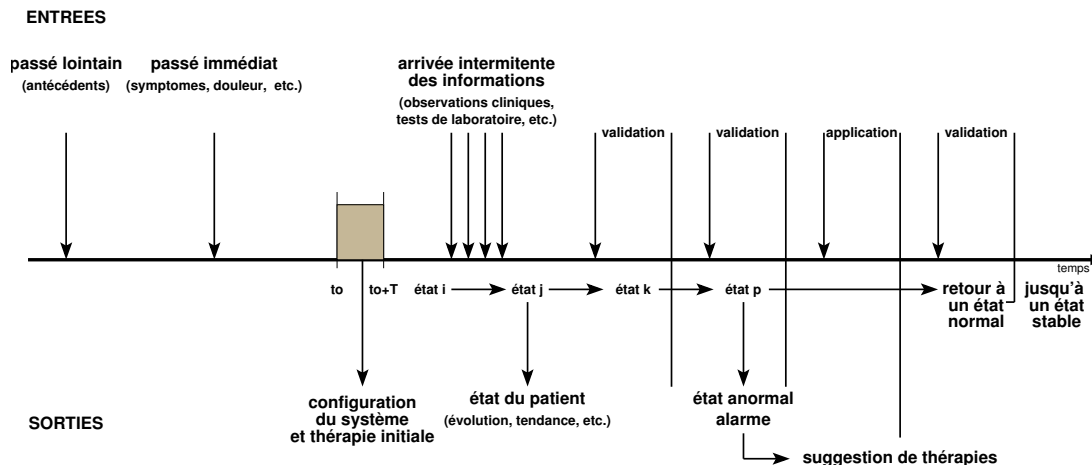 ENTREES
passé lointain
(antécédents)
passé immédiat
(symptomes, douleur, etc.)
arrivée intermitente
des informations
(observations cliniques,
tests de laboratoire, etc.)
validation
validation
application
validation
temps
to
to+T
état i
état j
état k
état p
retour à
un état
normal
jusqu'à
un état
stable
configuration
du système
et thérapie initiale
état du patient
(évolution, tendance, etc.)
état anormal
alarme
SORTIES
suggestion de thérapies